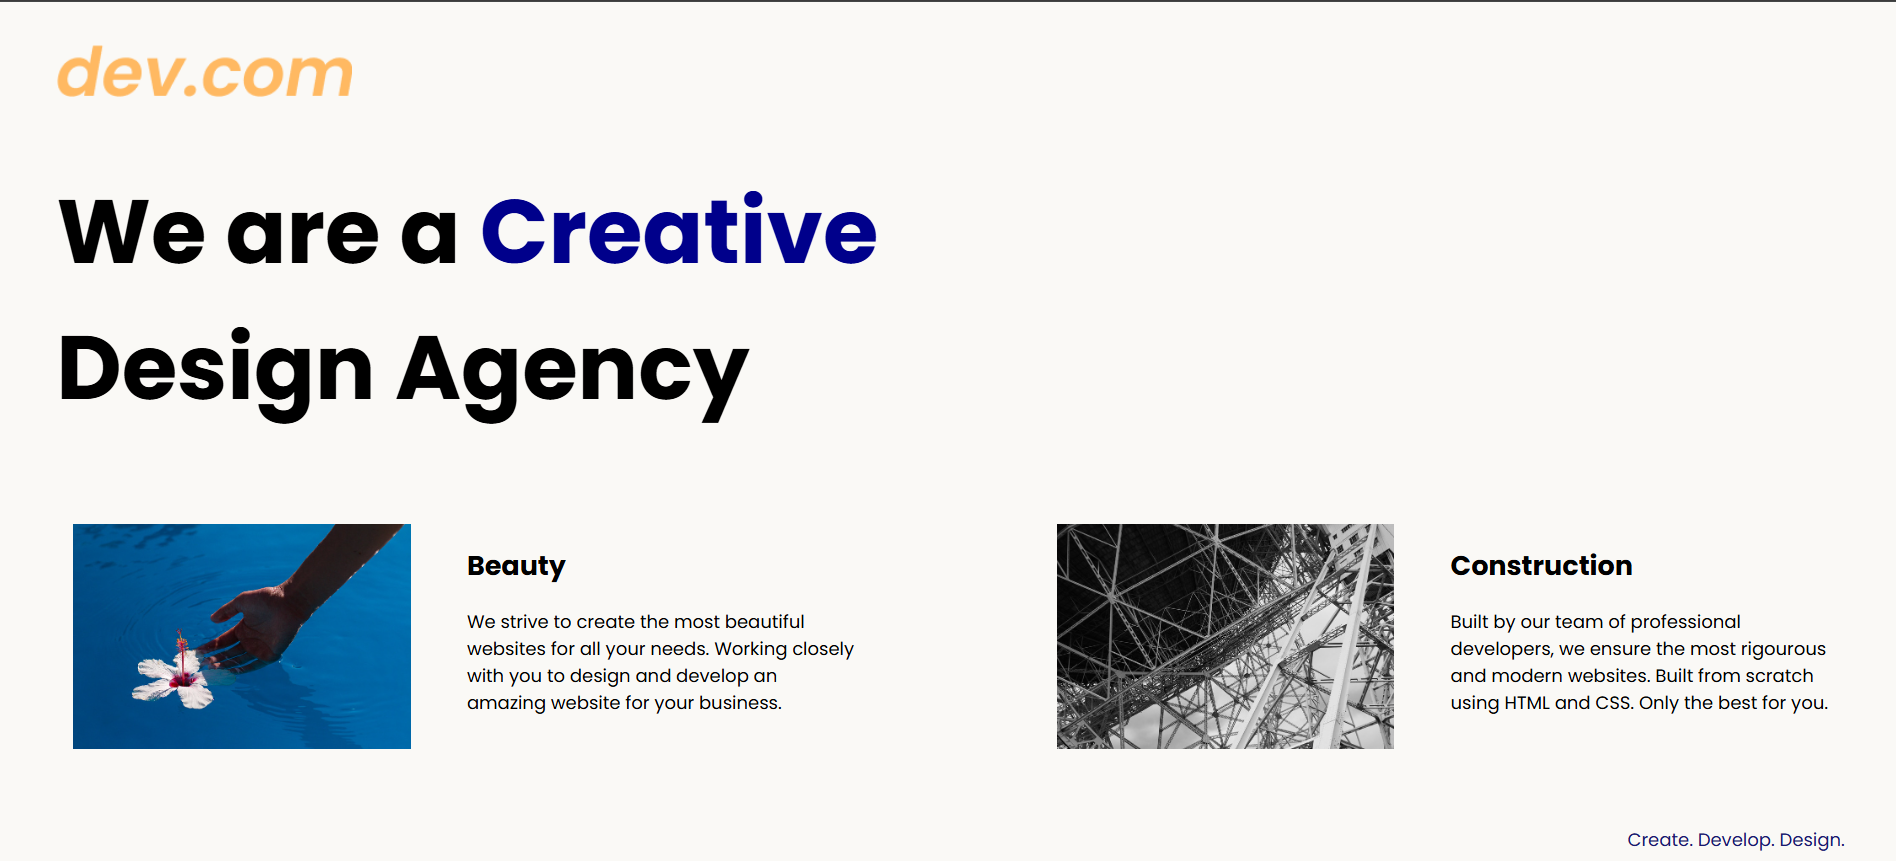 dev.com
We are a Creative
Design Agency
Beauty
We strive to create the most beautiful
websites for all your needs. Working closely
with you to design and develop an
amazing website for your business.
Construction
Built by our team of professional
developers, we ensure the most rigourous
and modern websites. Built from scratch
using HTML and CSS. Only the best for you.
Create. Develop. Design.